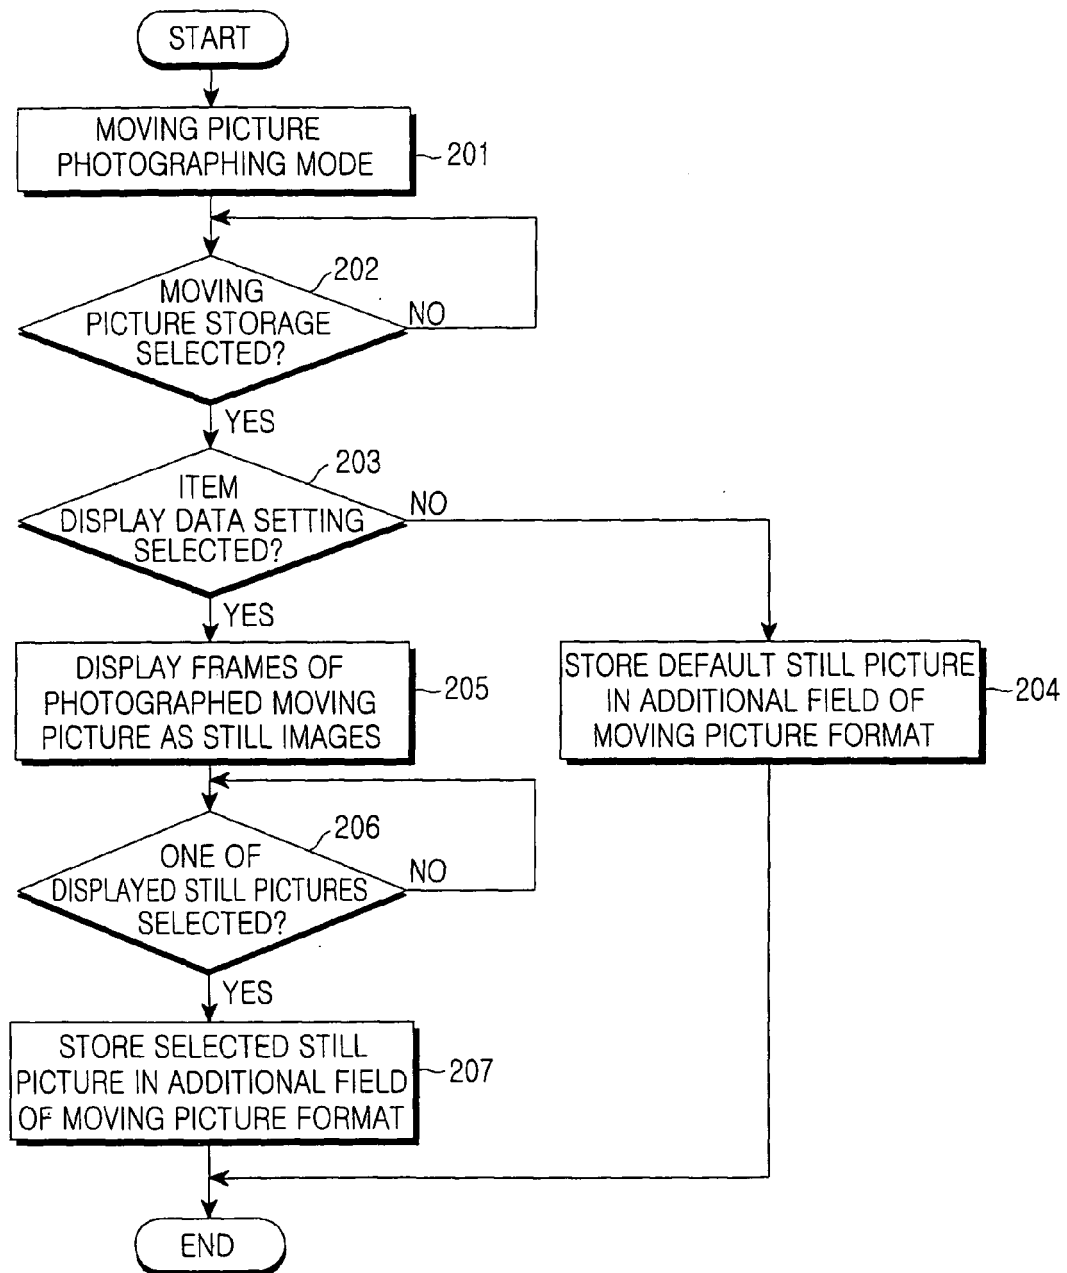 START
MOVING PICTURE
PHOTOGRAPHING MODE
201
202
MOVING
PICTURE STORAGE
SELECTED?
NO
YES
203
ITEM
DISPLAY DATA SETTING
SELECTED?
NO
YES
DISPLAY FRAMES OF
PHOTOGRAPHED MOVING
PICTURE AS STILL IMAGES
205
STORE DEFAULT STILL PICTURE
IN ADDITIONAL FIELD OF
MOVING PICTURE FORMAT
204
206
ONE OF
DISPLAYED STILL PICTURES
SELECTED?
NO
YES
STORE SELECTED STILL
PICTURE IN ADDITIONAL FIELD
OF MOVING PICTURE FORMAT
207
END